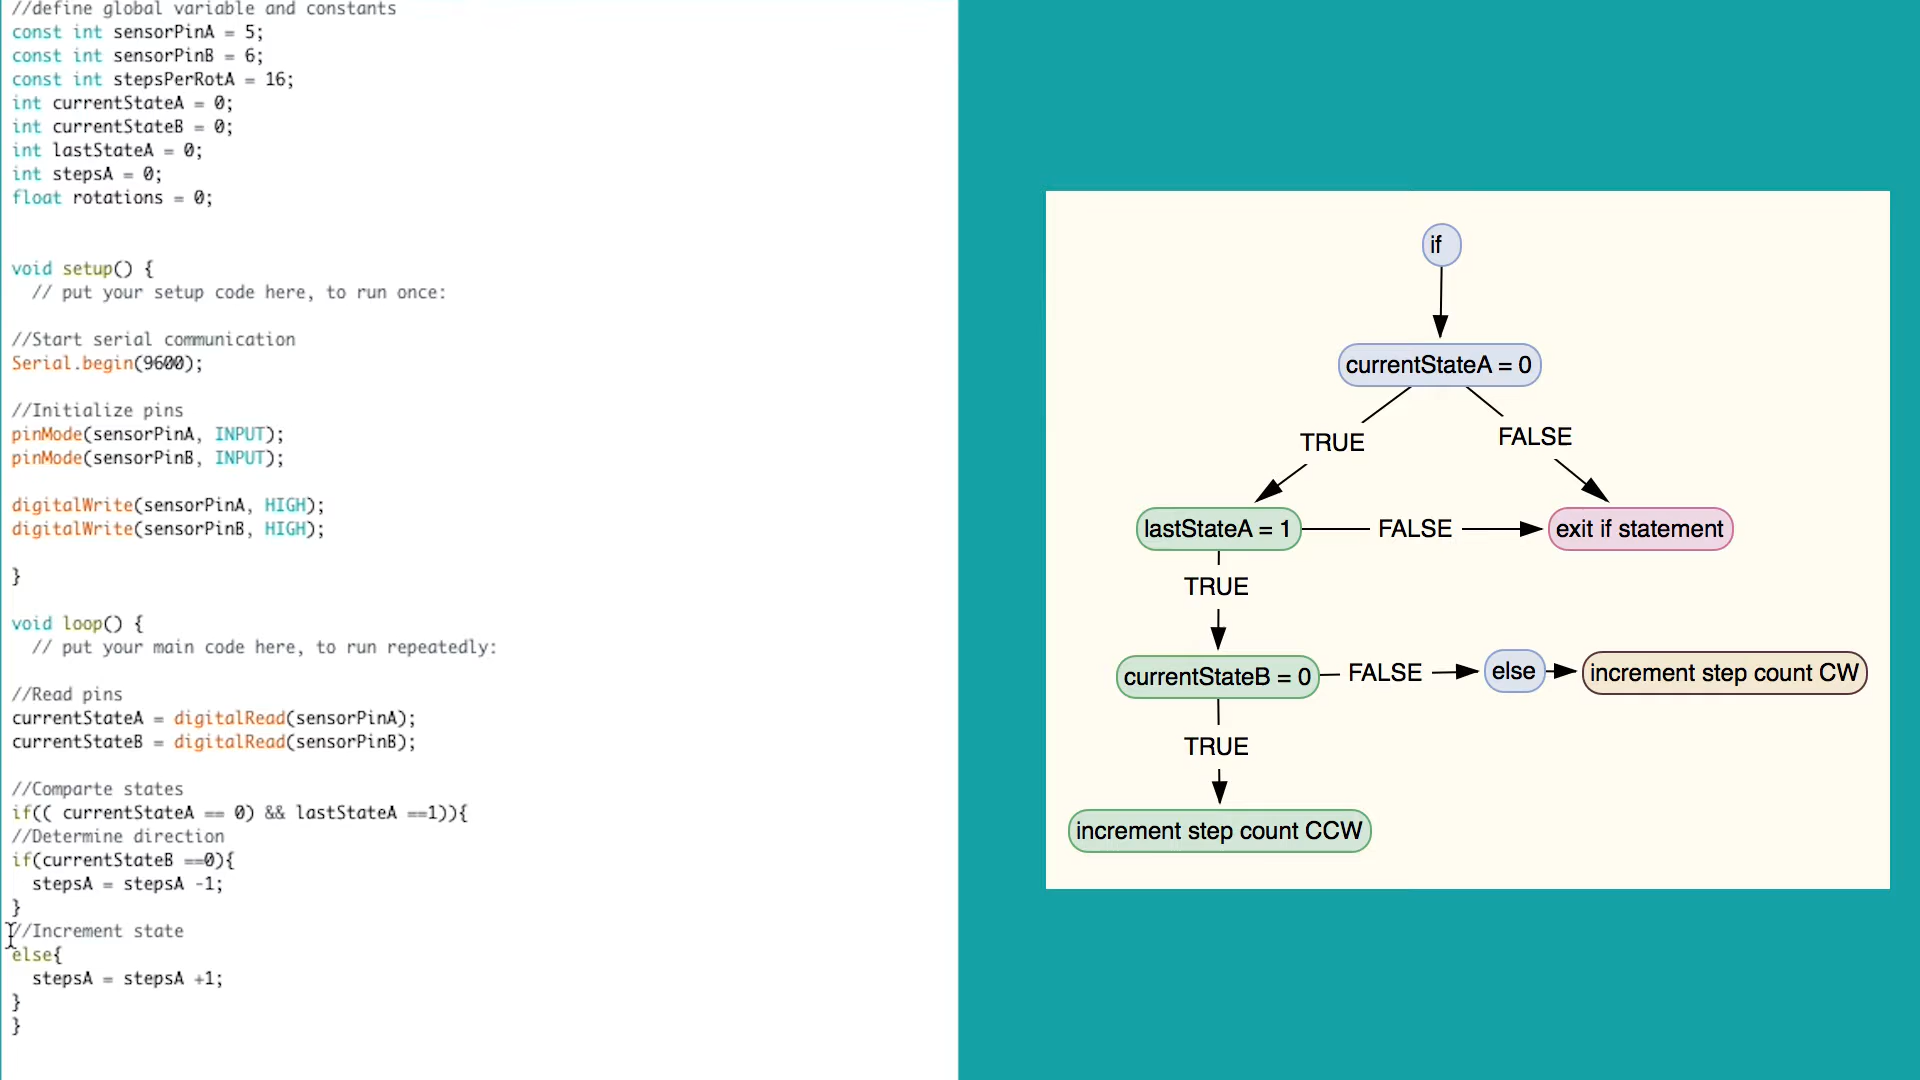 //define global variable and constants
const int sensorPinA = 5;
const int sensorPinB = 6;
const int stepsPerRotA = 16;
int currentStateA = 0;
int currentStateB = 0;
int lastStateA = 0;
int stepsA = 0;
float rotations = 0;
void setup() {
// put your setup code here, to run once:
//Start serial communication
Serial.begin(9600);
//Initialize pins
pinMode(sensorPinA, INPUT);
pinMode(sensorPinB, INPUT);
digitalWrite(sensorPinA, HIGH);
digitalWrite(sensorPinB, HIGH);
}
void loop() {
// put your main code here, to run repeatedly:
//Read pins
currentStateA = digitalRead(sensorPinA);
currentStateB = digitalRead(sensorPinB);
//Comparte states
if(( currentStateA == 0) && lastStateA ==1)){
//Determine direction
if(currentStateB ==0){
stepsA = stepsA -1;
}
//Increment state
else{
stepsA = stepsA +1;
}
}
if
currentStateA = 0
TRUE
FALSE
lastStateA = 1
FALSE
exit if statement
TRUE
currentStateB = 0
FALSE
else
increment step count CW
TRUE
increment step count CCW